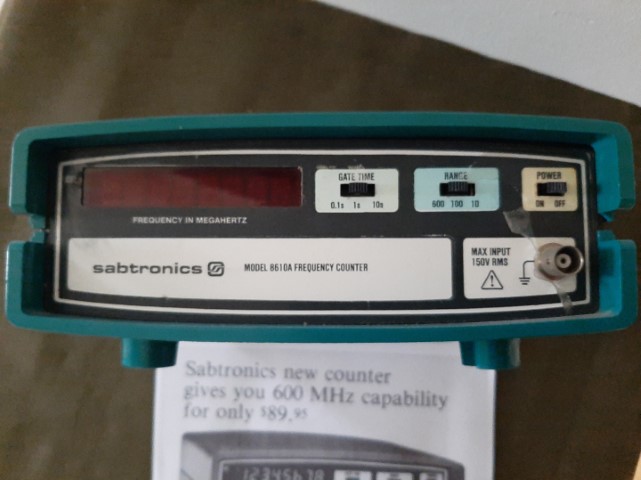 GATE TIME
0.1s 1s 10s
RANGE
600 100 10
POWER
ON OFF
FREQUENCY IN MEGAHERTZ
sabtronics
MODEL 8610A FREQUENCY COUNTER
MAX INPUT
150V RMS
Sabtronics new counter
gives you 600 MHz capability
for only $89.95
12345678